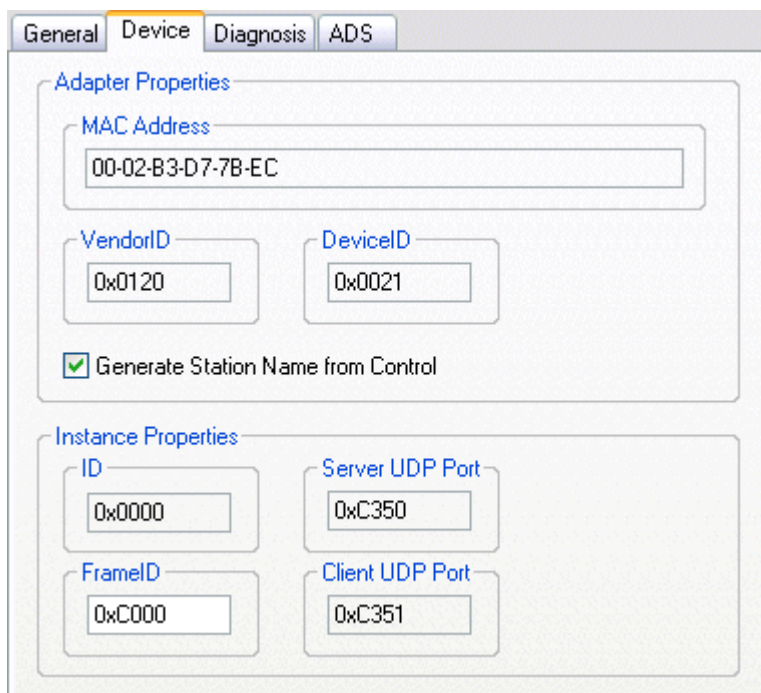 General Device Diagnosis ADS
Adapter Properties
MAC Address
00-02-B3-D7-7B-EC
VendorID DeviceID
0x0120 0x0021
Generate Station Name from Control
Instance Properties
ID Server UDP Port
0x0000 0xC350
FrameID Client UDP Port
0xC000 0xC351